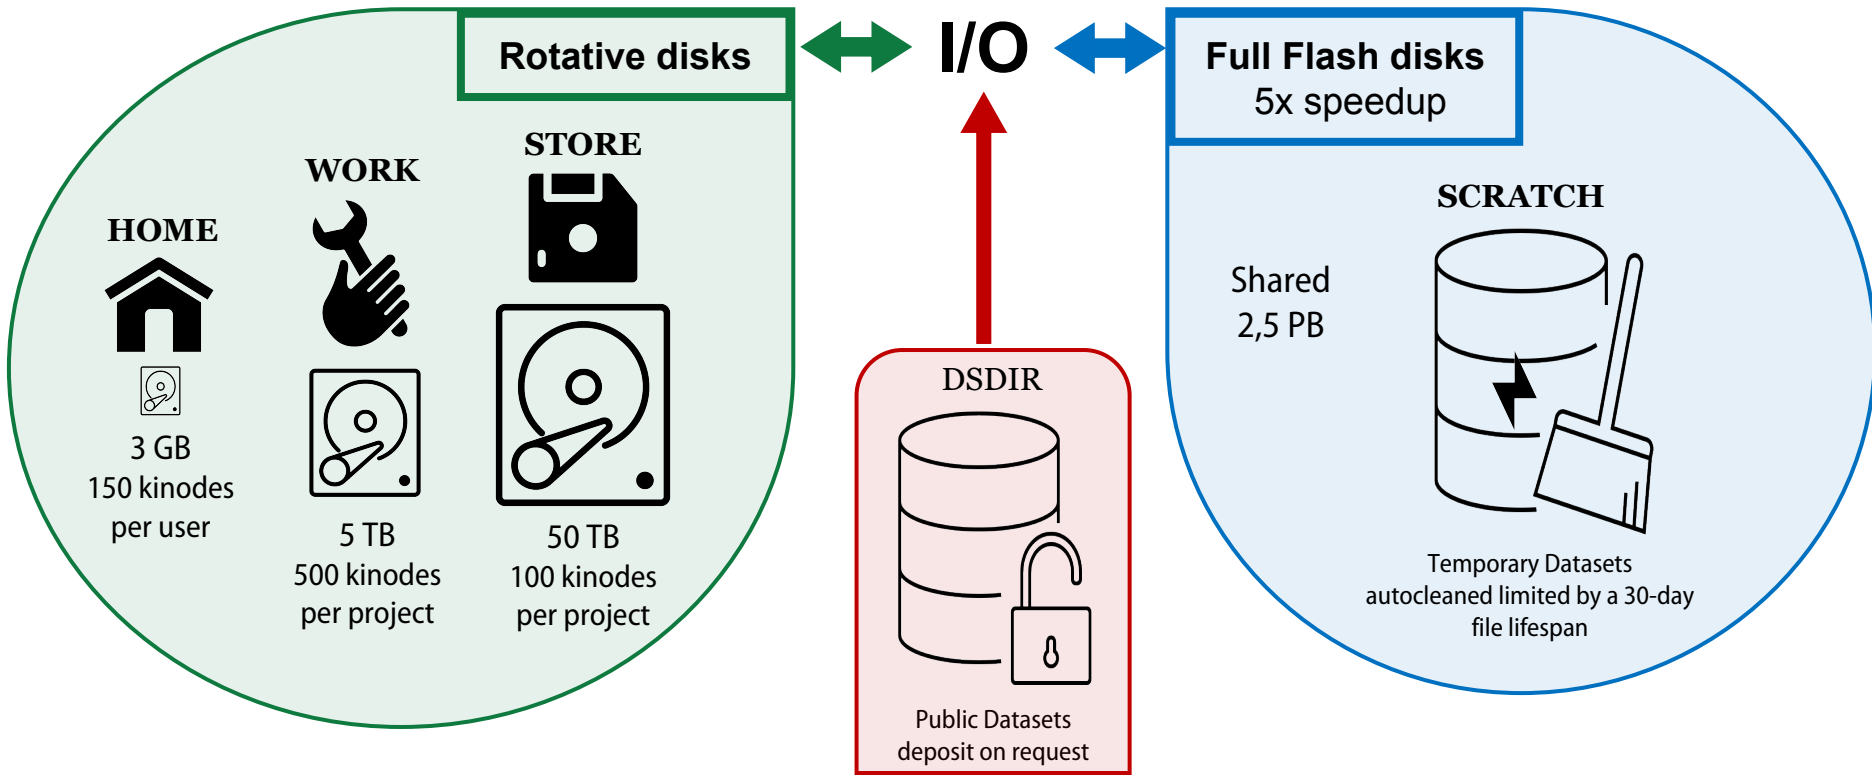 Rotative disks
I/O
Full Flash disks
5x speedup
HOME
3 GB
150 kinodes
per user
WORK
5 TB
500 kinodes
per project
STORE
50 TB
100 kinodes
per project
DSDIR
Public Datasets
deposit on request
SCRATCH
Shared
2,5 PB
Temporary Datasets
autocleaned limited by a 30-day
file lifespan